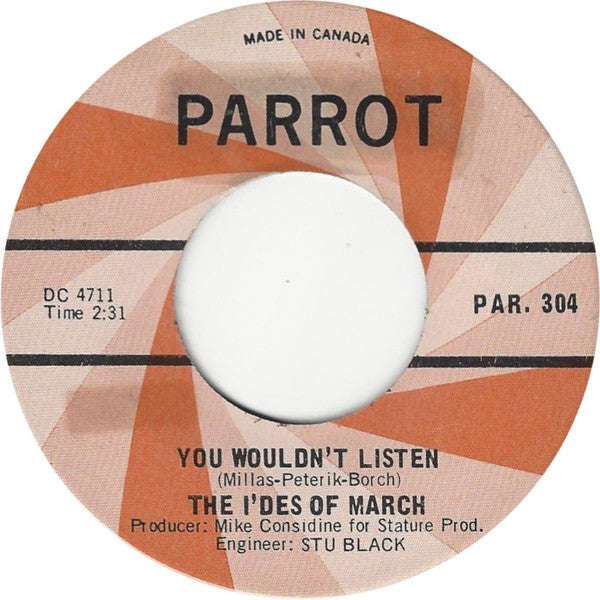 MADE IN CANADA
PARROT
DC 4711
Time 2:31
PAR. 304
YOU WOULDN'T LISTEN
(Millas-Peterik-Borch)
THE I'DES OF MARCH
Producer: Mike Considine for Stature Prod.
Engineer: STU BLACK